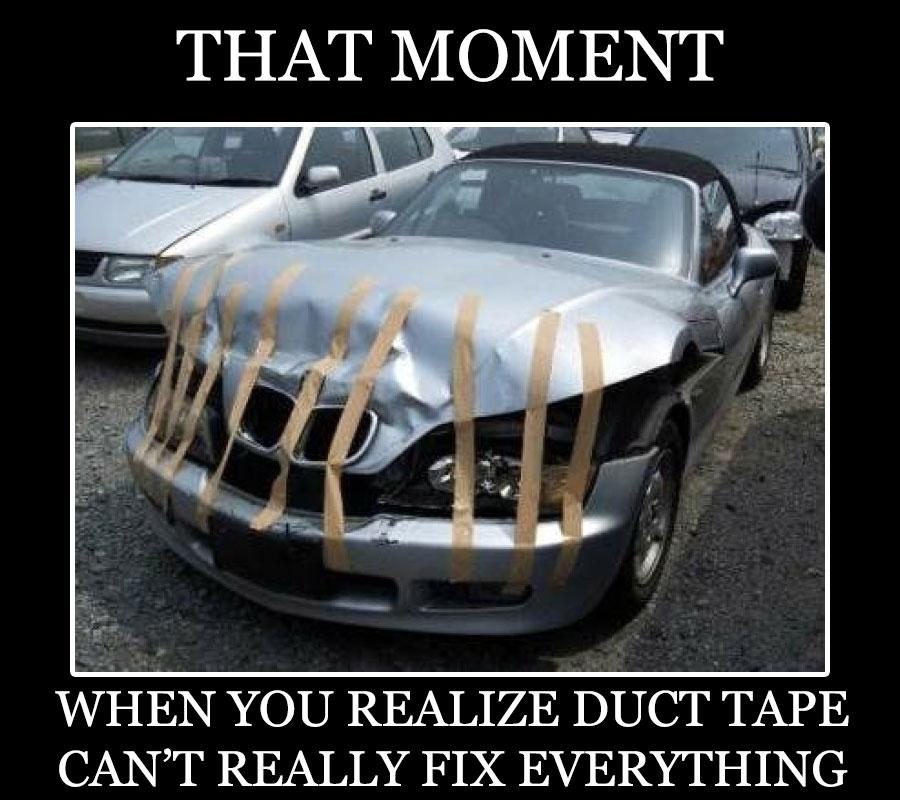 THAT MOMENT
WHEN YOU REALIZE DUCT TAPE
CAN'T REALLY FIX EVERYTHING